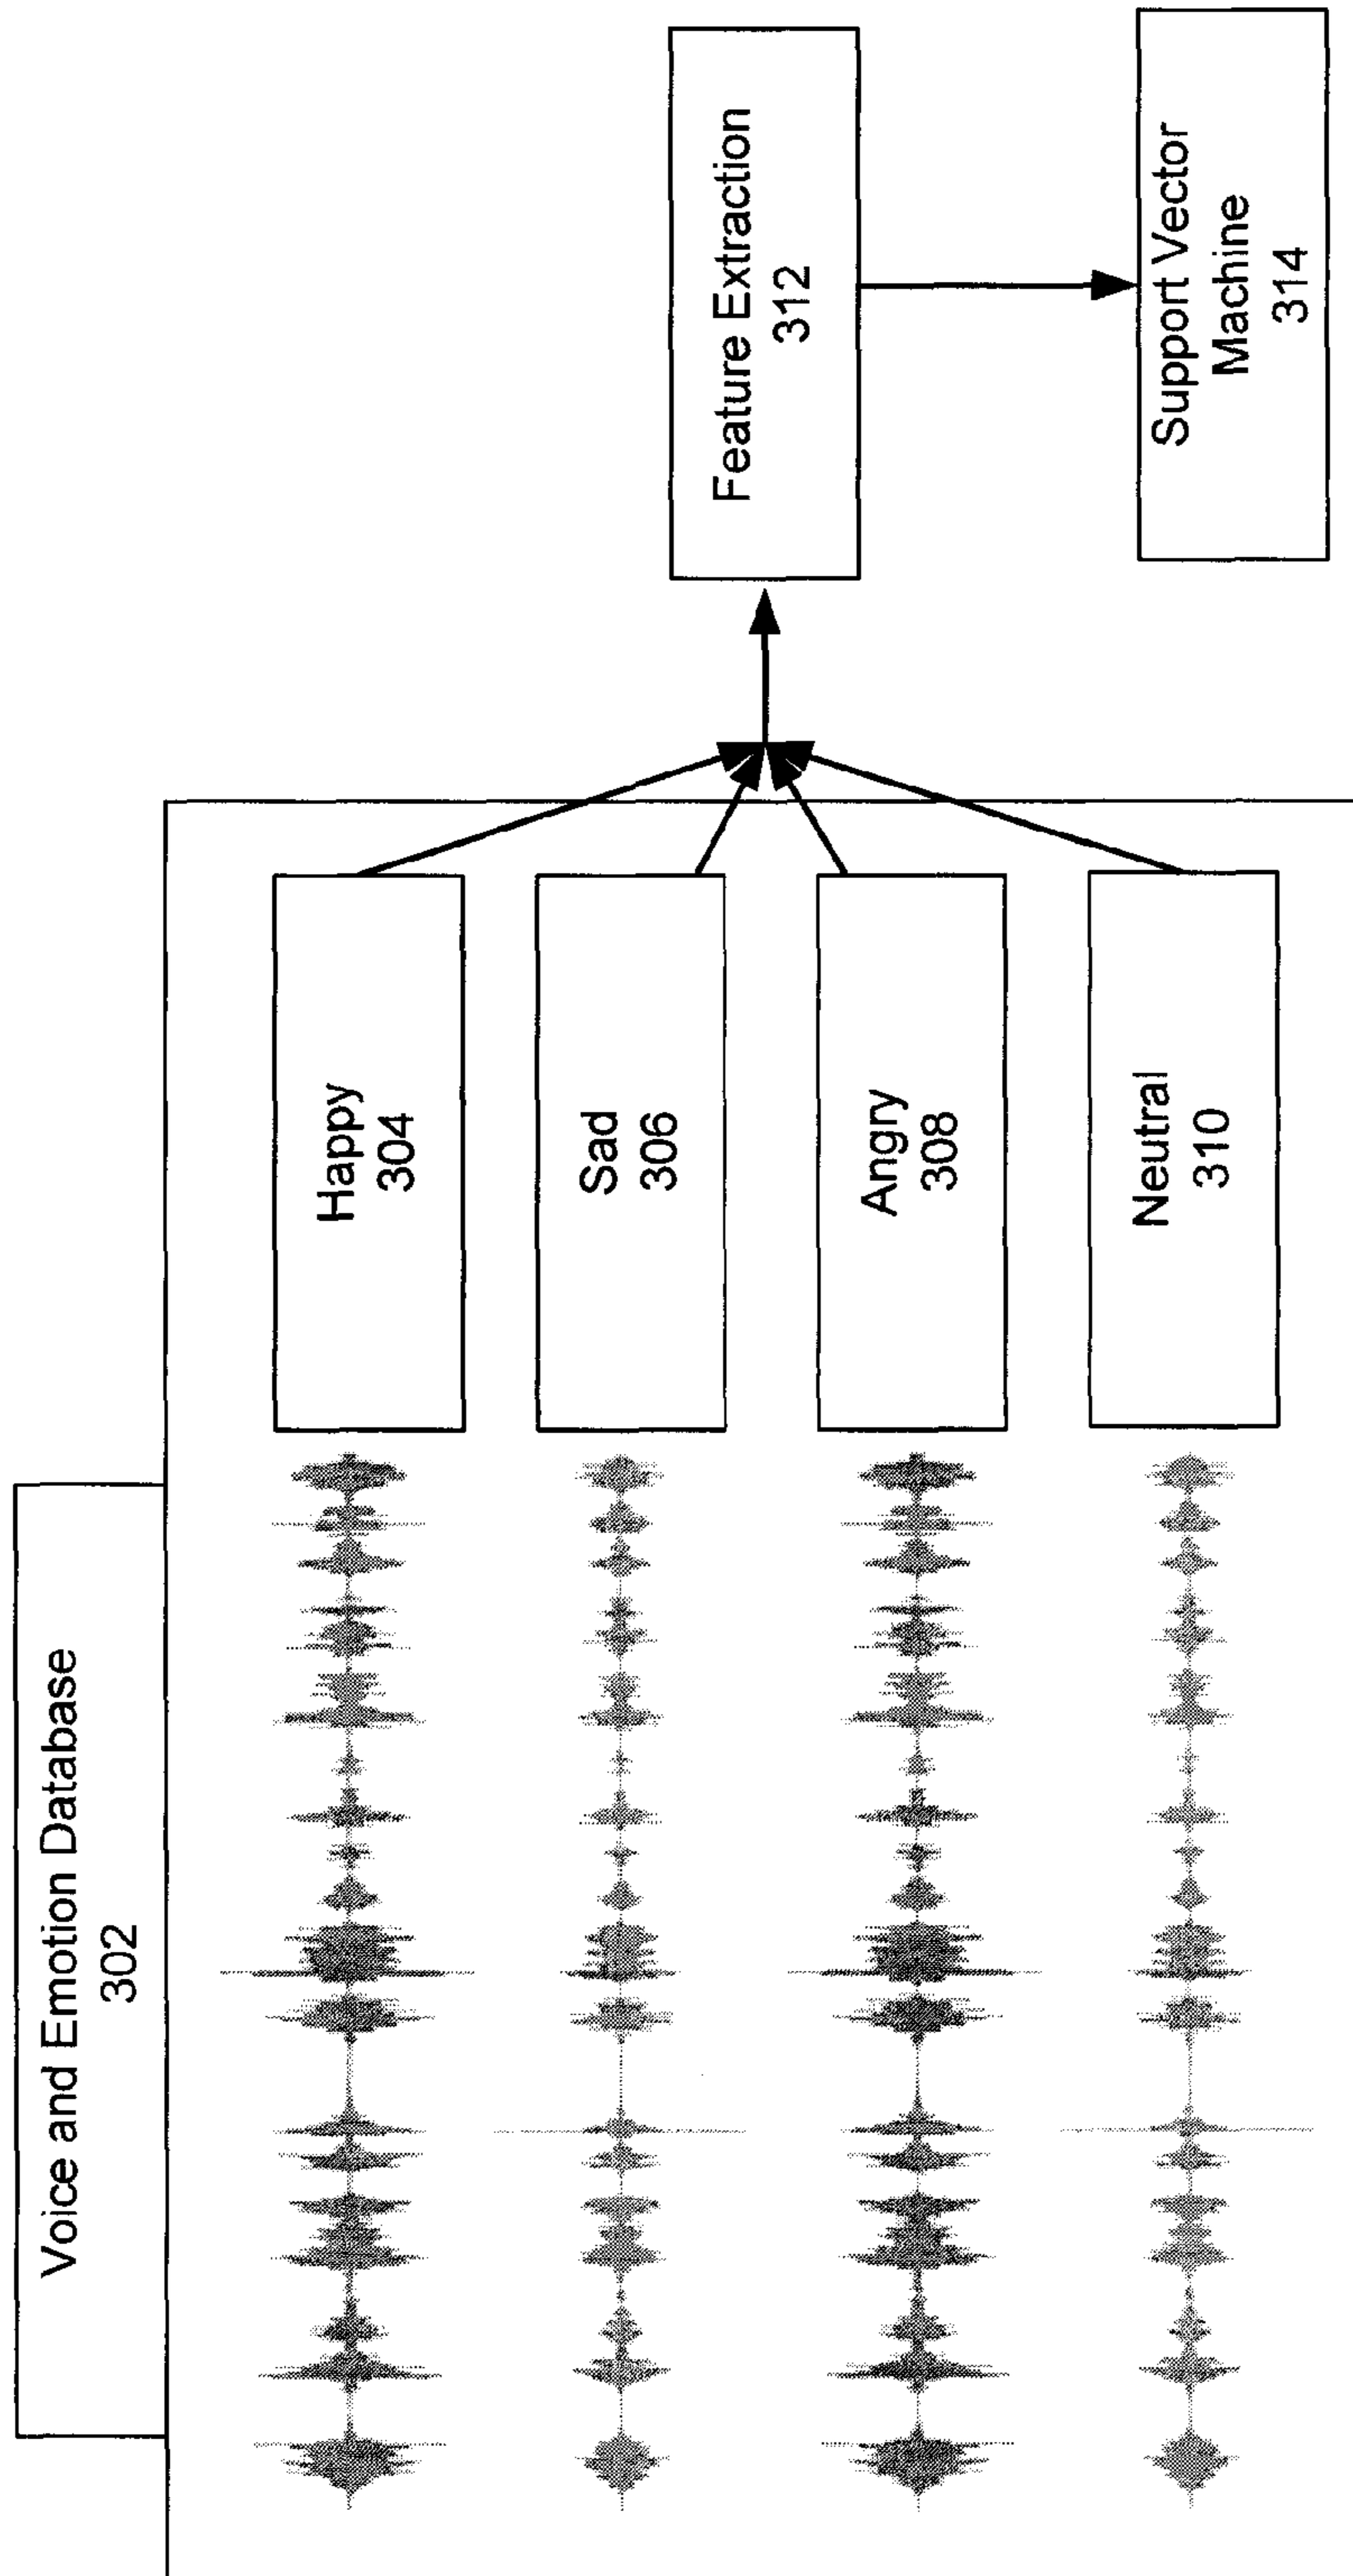 Voice and Emotion Database
302
Happy
304
Sad
306
Angry
308
Neutral
310
Feature Extraction
312
Support Vector
Machine
314